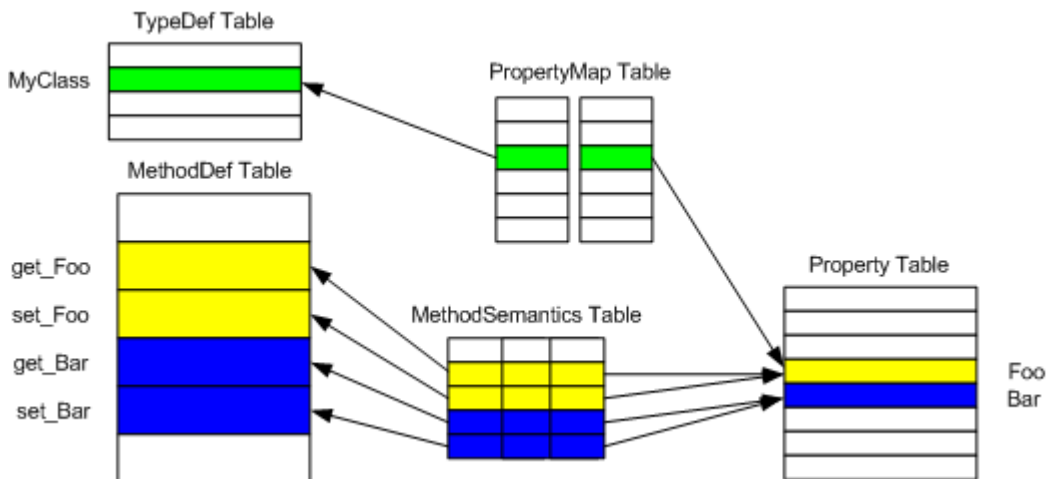 TypeDef Table
MyClass
PropertyMap Table
MethodDef Table
get_Foo
set_Foo
get_Bar
set_Bar
MethodSemantics Table
Property Table
Foo
Bar